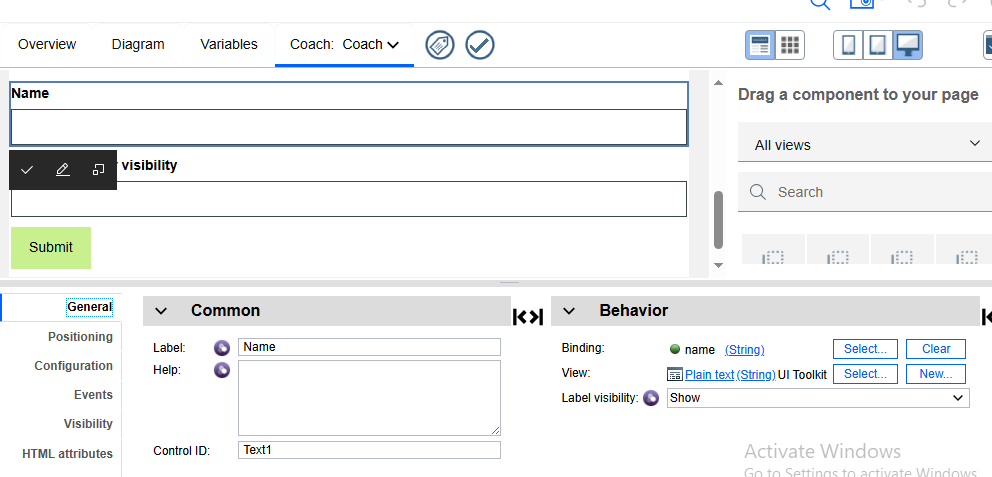 Overview Diagram Variables Coach: Coach
Name
visibility
Submit
Drag a component to your page
All views
Search
General
Positioning
Configuration
Events
Visibility
HTML attributes
Common
Label: Name
Help:
Control ID: Text1
Behavior
Binding: name (String) Select... Clear
View: Plain text (String) UI Toolkit Select... New...
Label visibility: Show
Activate Windows
Go to Settings to activate Windows.